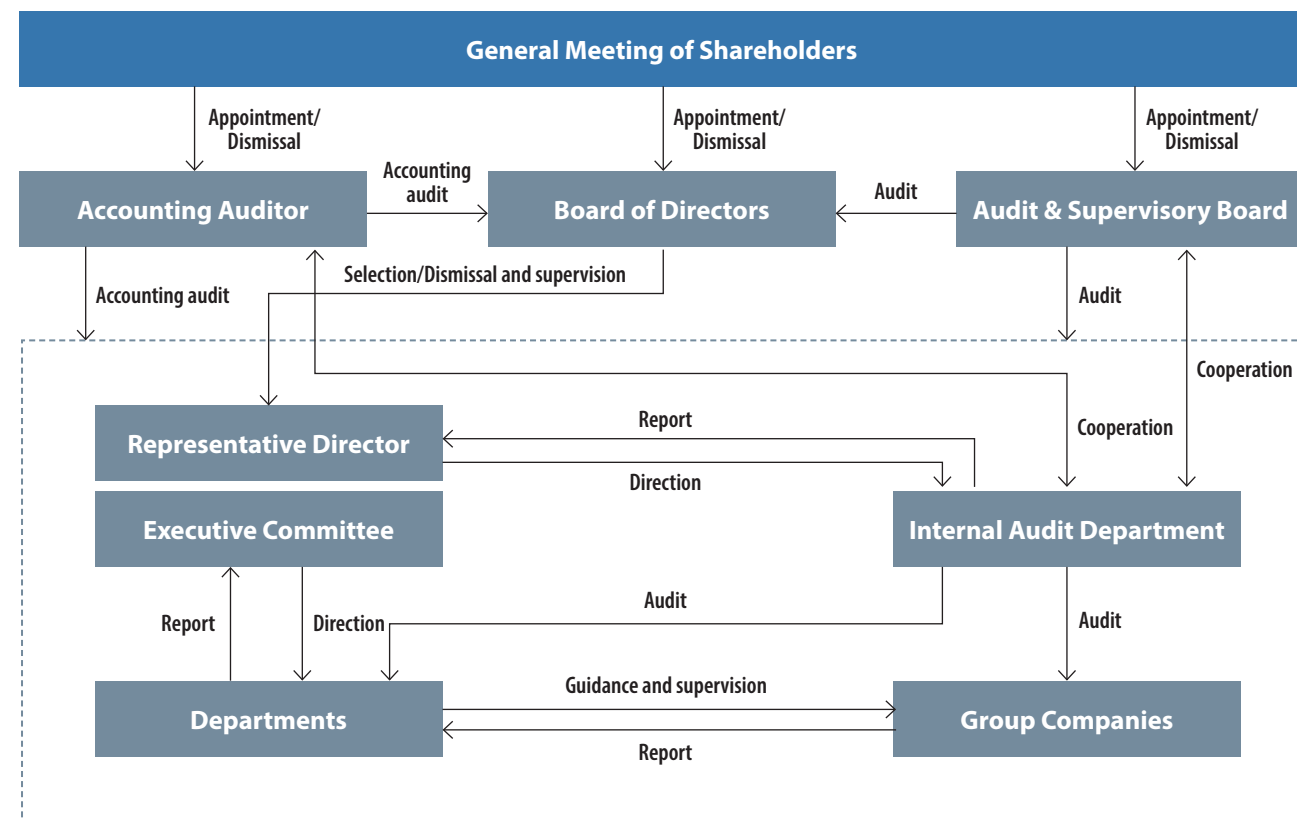 General Meeting of Shareholders
Appointment/
Dismissal
Appointment/
Dismissal
Appointment/
Dismissal
Accounting Auditor
Accounting
audit
Board of Directors
Audit
Audit & Supervisory Board
Accounting audit
Selection/Dismissal and supervision
Audit
Cooperation
Representative Director
Report
Direction
Cooperation
Executive Committee
Internal Audit Department
Report
Direction
Audit
Audit
Departments
Guidance and supervision
Report
Group Companies